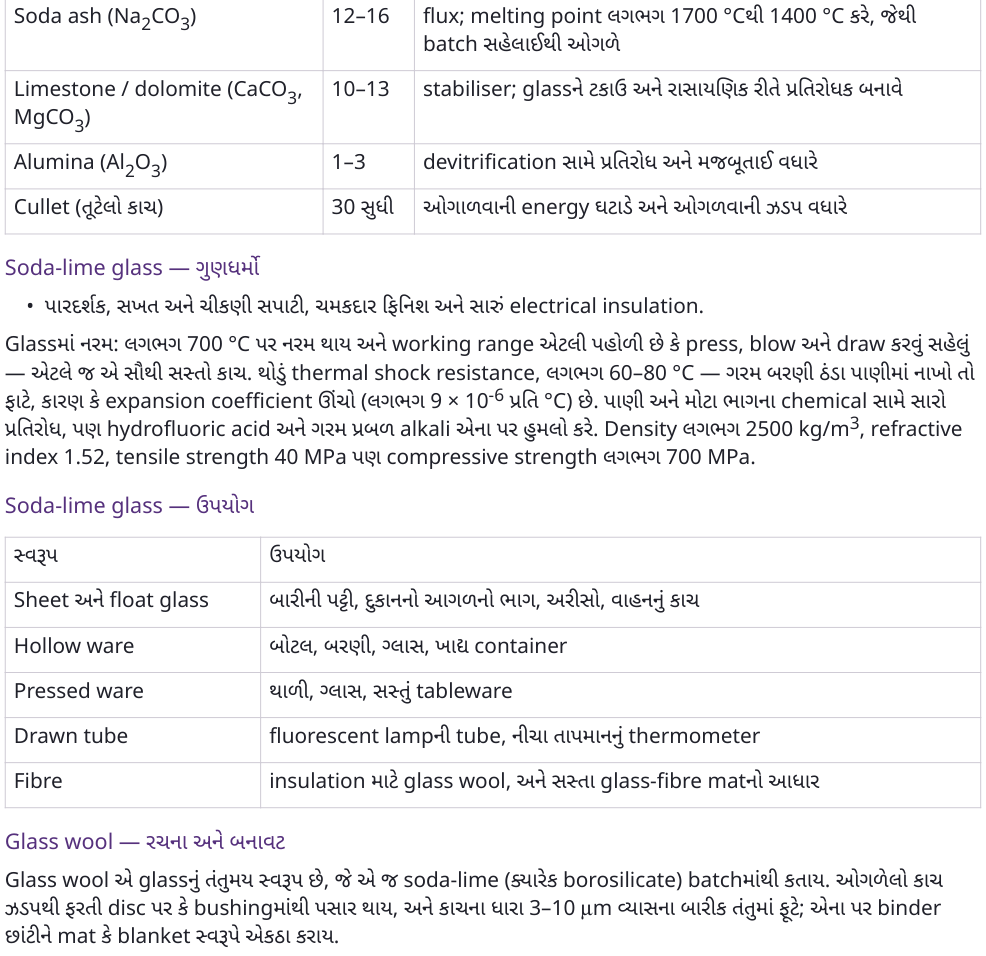 Soda ash (Na₂CO₃) 12–16 flux; melting point લગભગ 1700 °Cથી 1400 °C કરે, જેથી
batch સહેલાઈથી ઓગળે
Limestone / dolomite (CaCO₃, 10–13 stabiliser; glassને ટકાઉ અને રાસાયણિક રીતે પ્રતિરોધક બનાવે
MgCO₃)
Alumina (Al₂O₃) 1–3 devitrification સામે પ્રતિરોધ અને મજબૂતાઈ વધારે
Cullet (તૂટેલો કાચ) 30 સુધી ઓગાળવાની energy ઘટાડે અને ઓગળવાની ઝડપ વધારે
Soda-lime glass — ગુણધર્મો
• પારદર્શક, સખત અને ચીકણી સપાટી, ચમકદાર ફિનિશ અને સારું electrical insulation.
Glassમાં નરમ: લગભગ 700 °C પર નરમ થાય અને working range એટલી પહોળી છે કે press, blow અને draw કરવું સહેલું
— એટલે જ એ સૌથી સસ્તો કાચ. થોડું thermal shock resistance, લગભગ 60–80 °C — ગરમ બરણી ઠંડા પાણીમાં નાખો તો
ફાટે, કારણ કે expansion coefficient ઊંચો (લગભગ 9 × 10⁻⁶ પ્રતિ °C) છે. પાણી અને મોટા ભાગના chemical સામે સારો
પ્રતિરોધ, પણ hydrofluoric acid અને ગરમ પ્રબળ alkali એના પર હુમલો કરે. Density લગભગ 2500 kg/m³, refractive
index 1.52, tensile strength 40 MPa પણ compressive strength લગભગ 700 MPa.
Soda-lime glass — ઉપયોગ
સ્વરૂપ ઉપયોગ
Sheet અને float glass બારીની પટ્ટી, દુકાનનો આગળનો ભાગ, અરીસો, વાહનનું કાચ
Hollow ware બોટલ, બરણી, ગ્લાસ, ખાદ્ય container
Pressed ware થાળી, ગ્લાસ, સસ્તું tableware
Drawn tube fluorescent lampની tube, નીચા તાપમાનનું thermometer
Fibre insulation માટે glass wool, અને સસ્તા glass-fibre matનો આધાર
Glass wool — રચના અને બનાવટ
Glass wool એ glassનું તંતુમય સ્વરૂપ છે, જે એ જ soda-lime (ક્યારેક borosilicate) batchમાંથી કતાય. ઓગળેલો કાચ
ઝડપથી ફરતી disc પર કે bushingમાંથી પસાર થાય, અને કાચના ધારા 3–10 μm વ્યાસના બારીક તંતુમાં ફૂટે; એના પર binder
છાંટીને mat કે blanket સ્વરૂપે એકઠા કરાય.